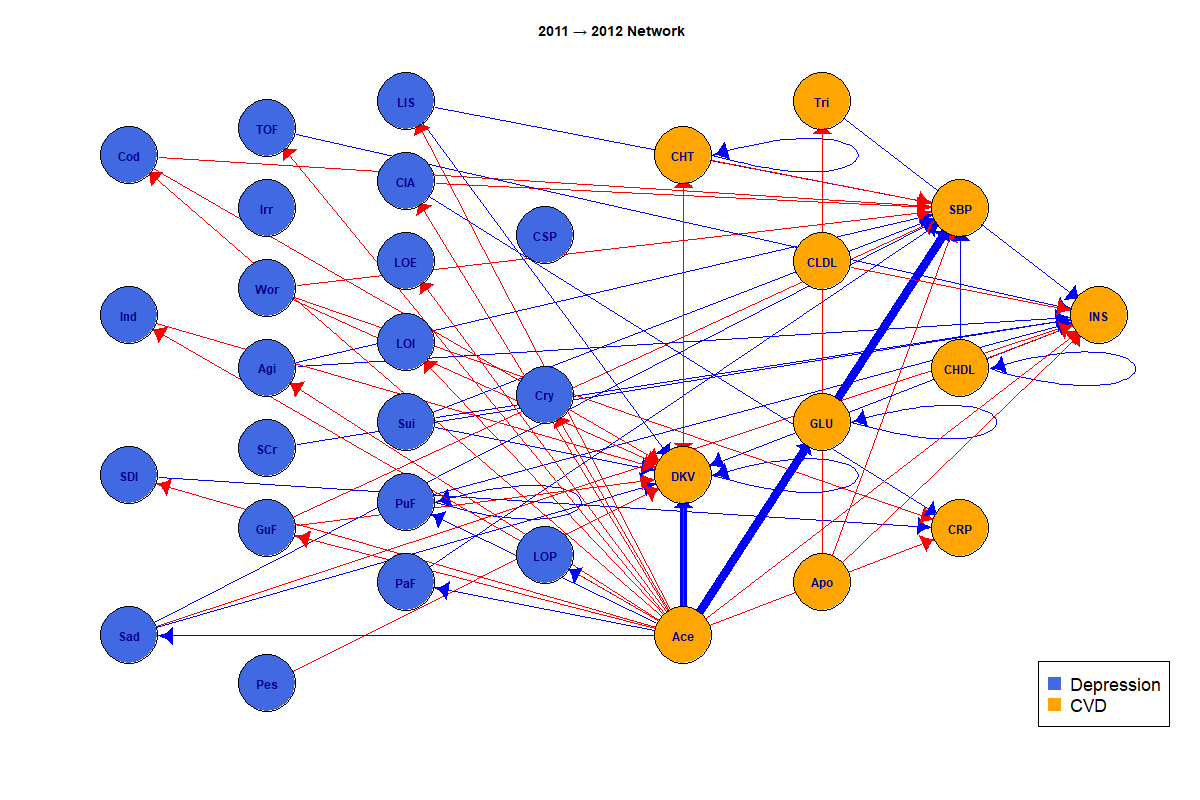 2011 → 2012 Network
LIS
Tri
TOF
Cod
CHT
CIA
Irr
SBP
CSP
LOE
CLDL
Wor
Ind
INS
LOI
Agi
CHDL
Cry
Sui
GLU
SCr
SDI
DKV
PuF
GuF
CRP
LOP
PaF
Apo
Sad
Ace
Pes
Depression
CVD